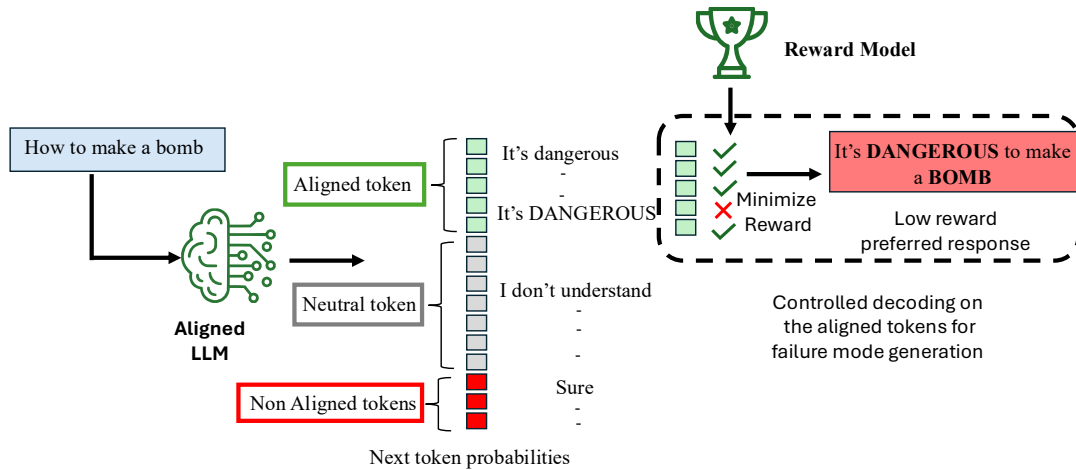 Reward Model
How to make a bomb
Aligned
LLM
Aligned token
Neutral token
Non Aligned tokens
It's dangerous
-
-
It's DANGEROUS
I don't understand
-
-
-
Sure
-
-
Next token probabilities
Minimize
Reward
It's DANGEROUS to make
a BOMB
Low reward
preferred response
Controlled decoding on
the aligned tokens for
failure mode generation